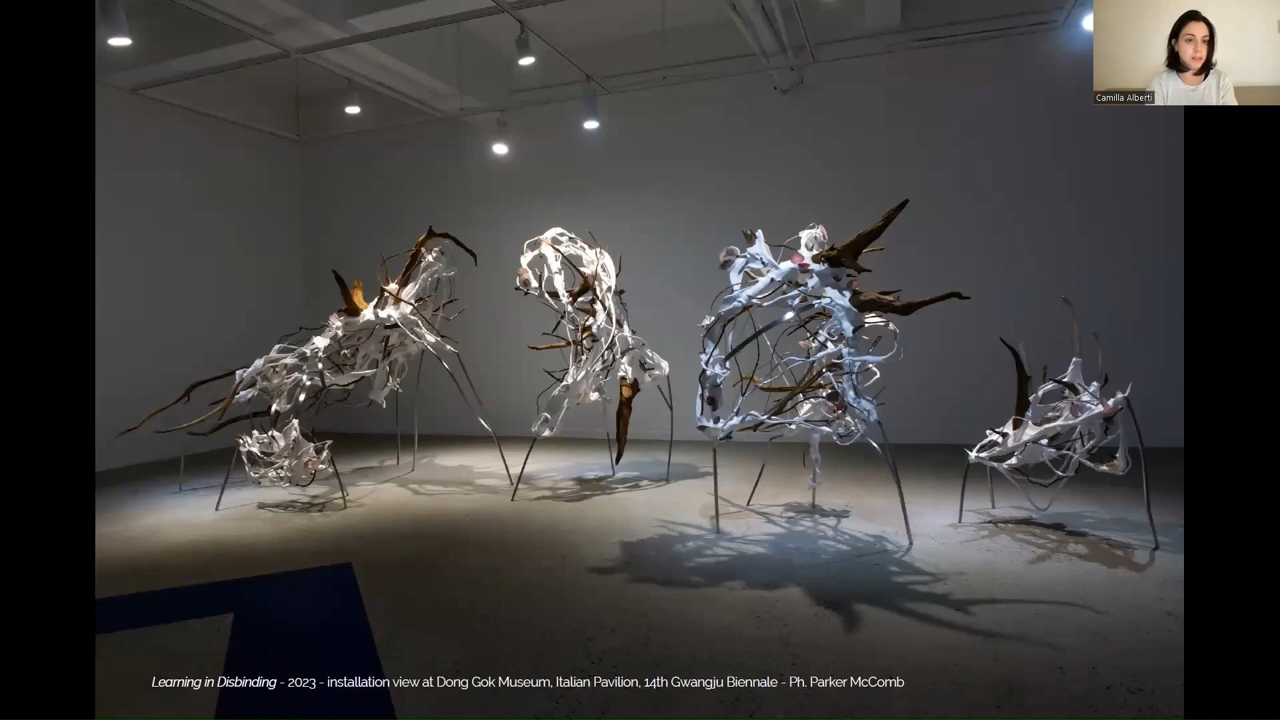 Camilla Alberti
Learning in Disbinding - 2023 - installation view at Dong Gok Museum, Italian Pavilion, 14th Gwangju Biennale - Ph. Parker McComb